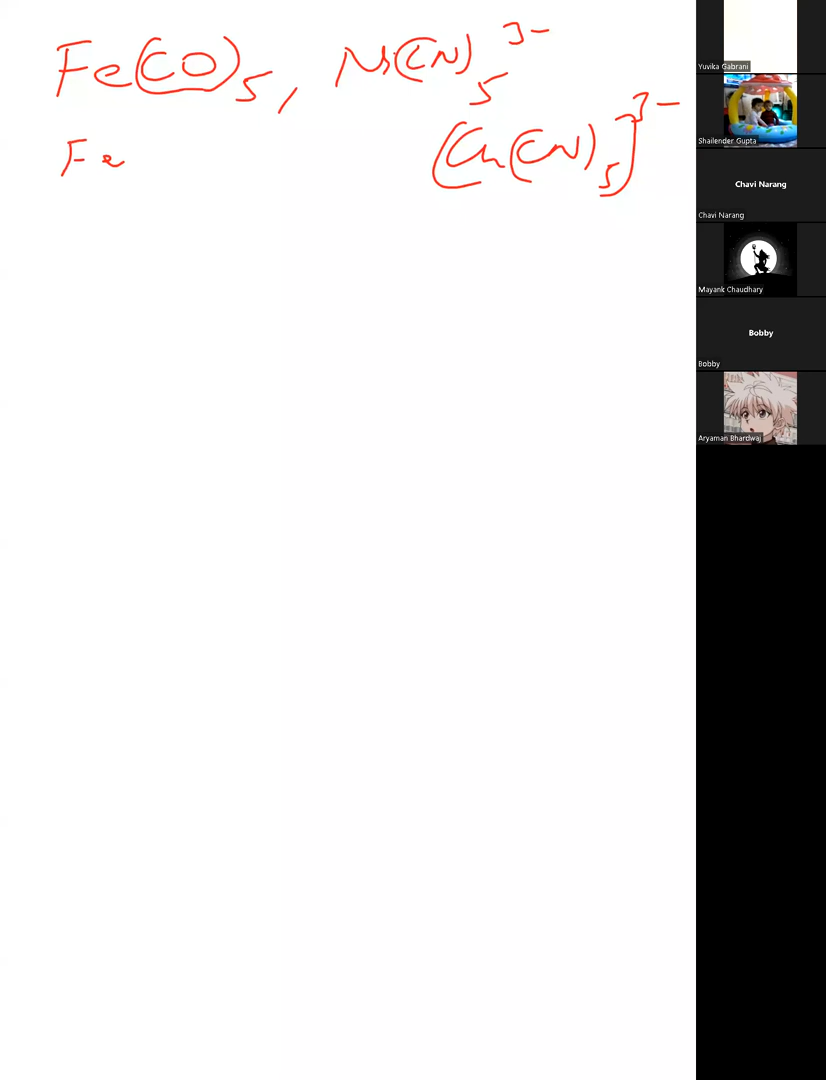 Fe(CO)5, Ni(CN)5 3-
Fe [Cu(CN)5]3-
Yuvika Gabrani
Shailender Gupta
Chavi Narang
Chavi Narang
Mayank Chaudhary
Bobby
Bobby
Aryaman Bhardwaj